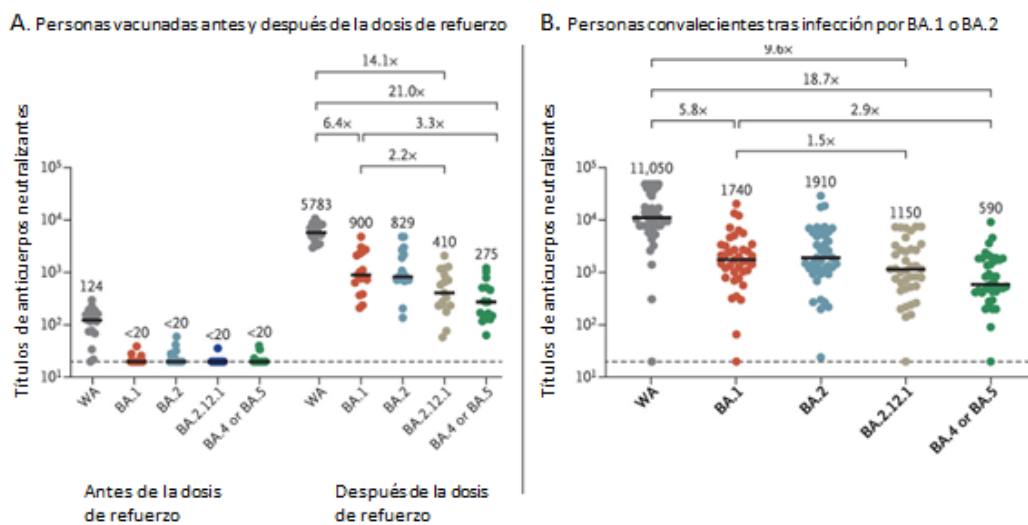 A. Personas vacunadas antes y después de la dosis de refuerzo
14.1×
21.0×
6.4×
3.3×
2.2×
Títulos de anticuerpos neutralizantes
10⁵
10⁴
10³
10²
10¹
124
<20
<20
<20
<20
5783
900
829
410
275
WA
BA.1
BA.2
BA.2.12.1
BA.4 or BA.5
WA
BA.1
BA.2
BA.2.12.1
BA.4 or BA.5
Antes de la dosis
de refuerzo
Después de la dosis
de refuerzo
B. Personas convalecientes tras infección por BA.1 o BA.2
9.6×
18.7×
5.8×
2.9×
1.5×
Títulos de anticuerpos neutralizantes
10⁵
10⁴
10³
10²
10¹
11,050
1740
1910
1150
590
WA
BA.1
BA.2
BA.2.12.1
BA.4 or BA.5